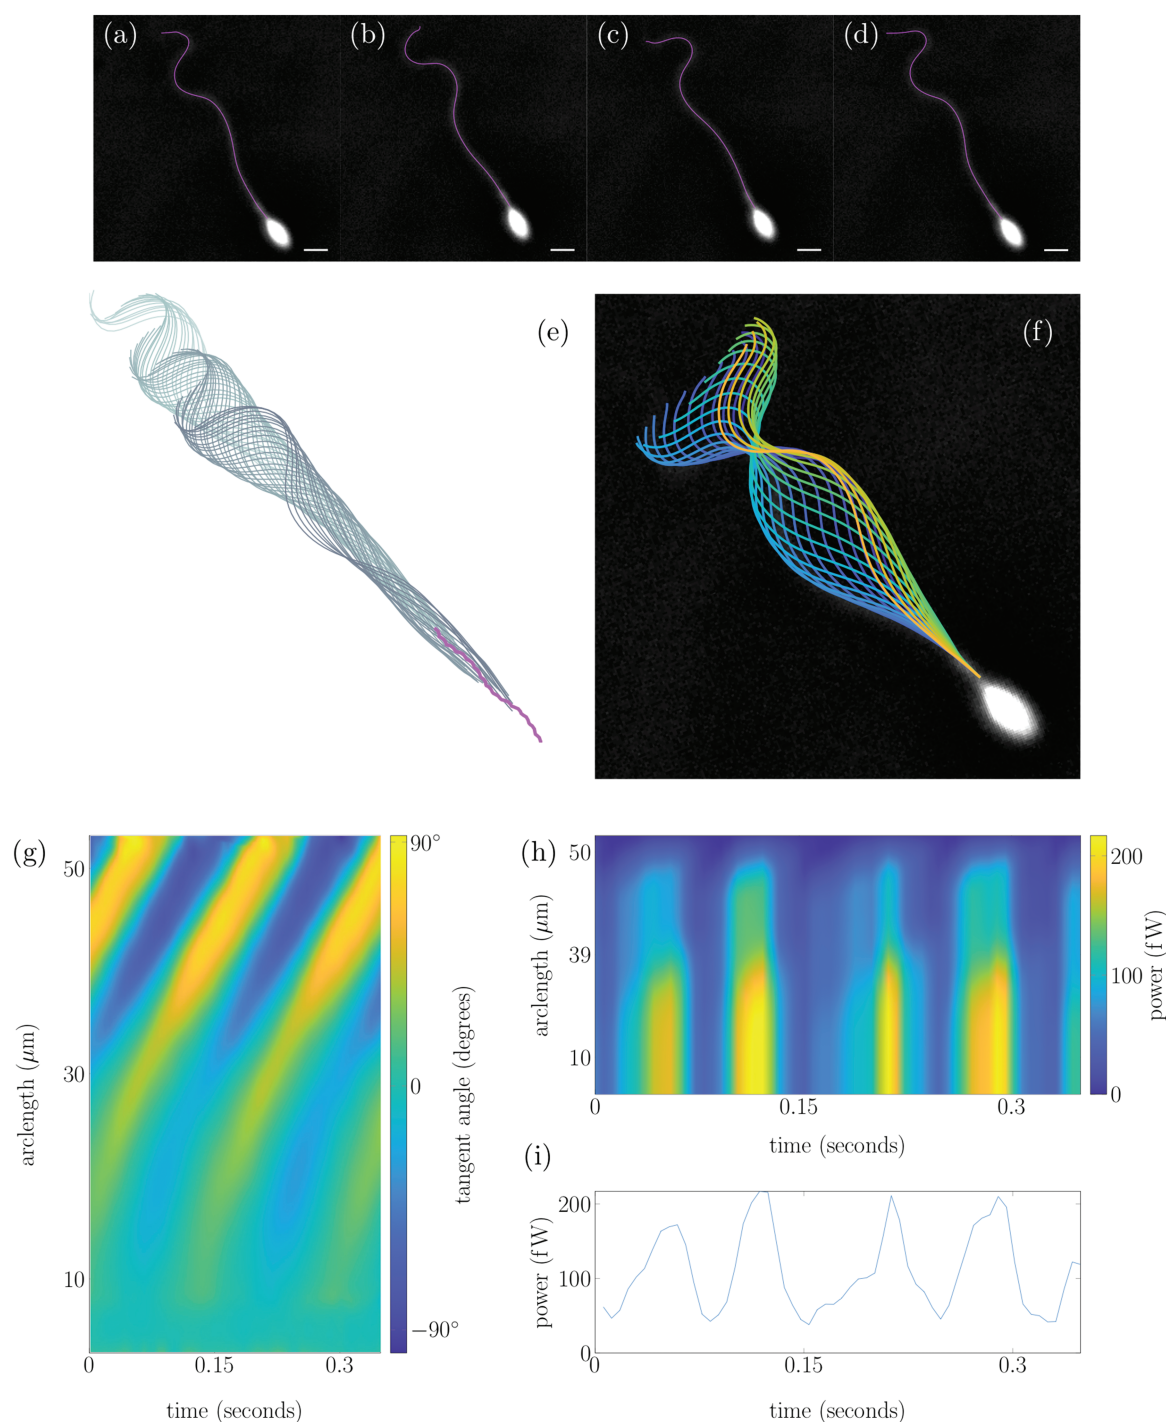 (a) (b) (c) (d)
(e)
(f)
(g)
50
30
10
0 0.15 0.3
arclength (μm)
time (seconds)
90°
0
−90°
tangent angle (degrees)
(h)
50
39
10
0 0.15 0.3
arclength (μm)
time (seconds)
200
100
0
power (fW)
(i)
200
100
0
0 0.15 0.3
power (fW)
time (seconds)